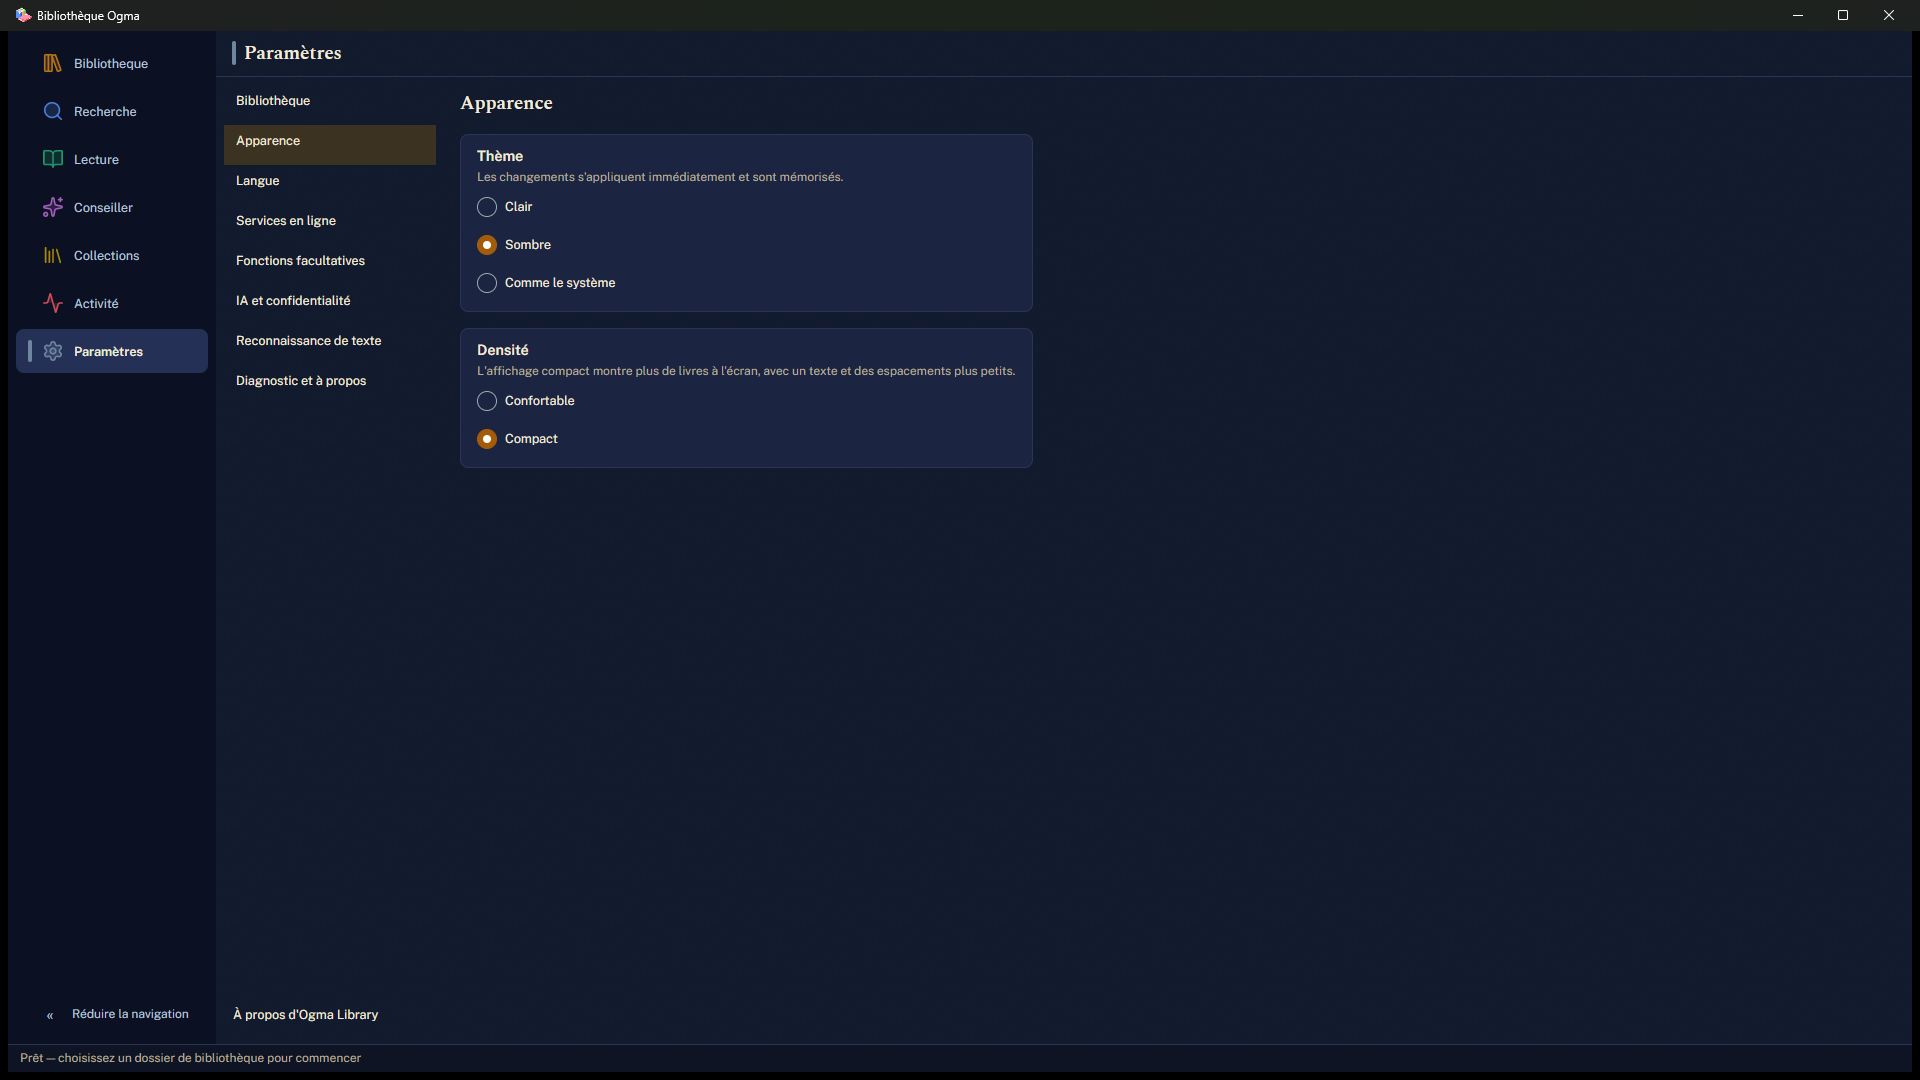 Bibliothèque Ogma
Bibliotheque
Recherche
Lecture
Conseiller
Collections
Activité
Paramètres
« Réduire la navigation
Paramètres
Bibliothèque
Apparence
Langue
Services en ligne
Fonctions facultatives
IA et confidentialité
Reconnaissance de texte
Diagnostic et à propos
À propos d'Ogma Library
Apparence
Thème
Les changements s'appliquent immédiatement et sont mémorisés.
Clair
Sombre
Comme le système
Densité
L'affichage compact montre plus de livres à l'écran, avec un texte et des espacements plus petits.
Confortable
Compact
Prêt — choisissez un dossier de bibliothèque pour commencer